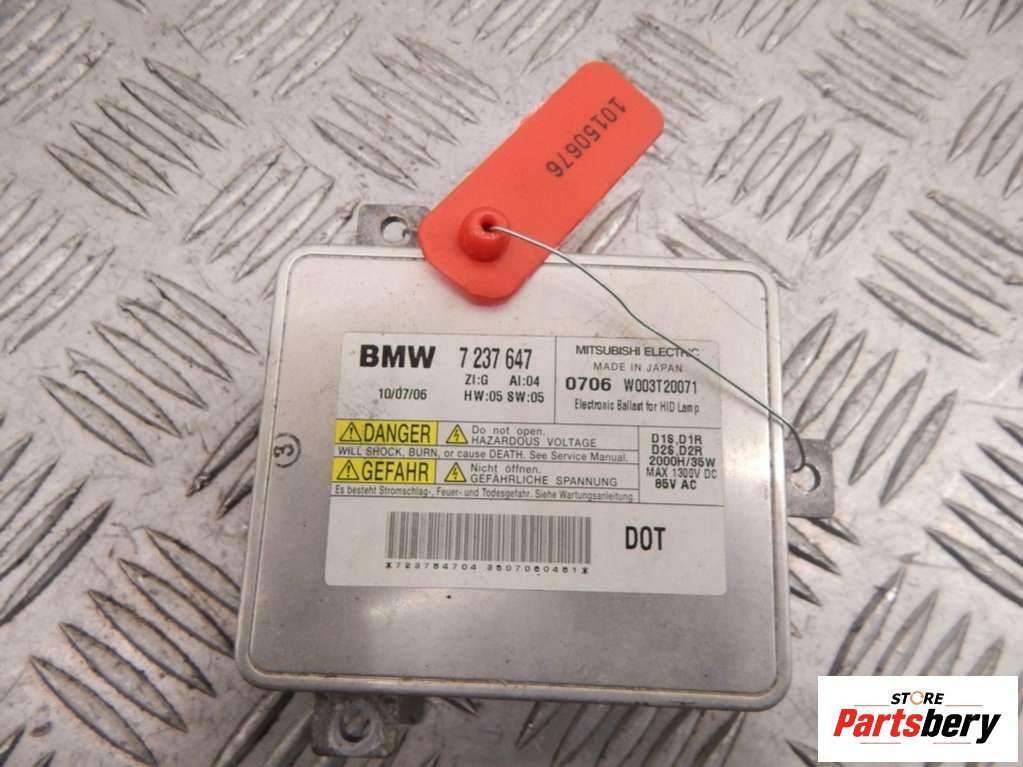 10150676
BMW 7 237 647
ZI:G AI:04
10/07/06 HW:05 SW:05
MITSUBISHI ELECTRIC
MADE IN JAPAN
0706 W003T20071
Electronic Ballast for HID Lamp
DANGER Do not open.
HAZARDOUS VOLTAGE
WILL SHOCK, BURN, or cause DEATH. See Service Manual.
GEFAHR Nicht öffnen.
GEFÄHRLICHE SPANNUNG
Es besteht Stromschlag-, Feuer- und Todesgefahr. Siehe Wartungsanleitung
D1S,D1R
D2S,D2R
2000H/35W
MAX 1300V DC
85V AC
DOT
*723764704 3607060461*
3
STORE
Partsbery